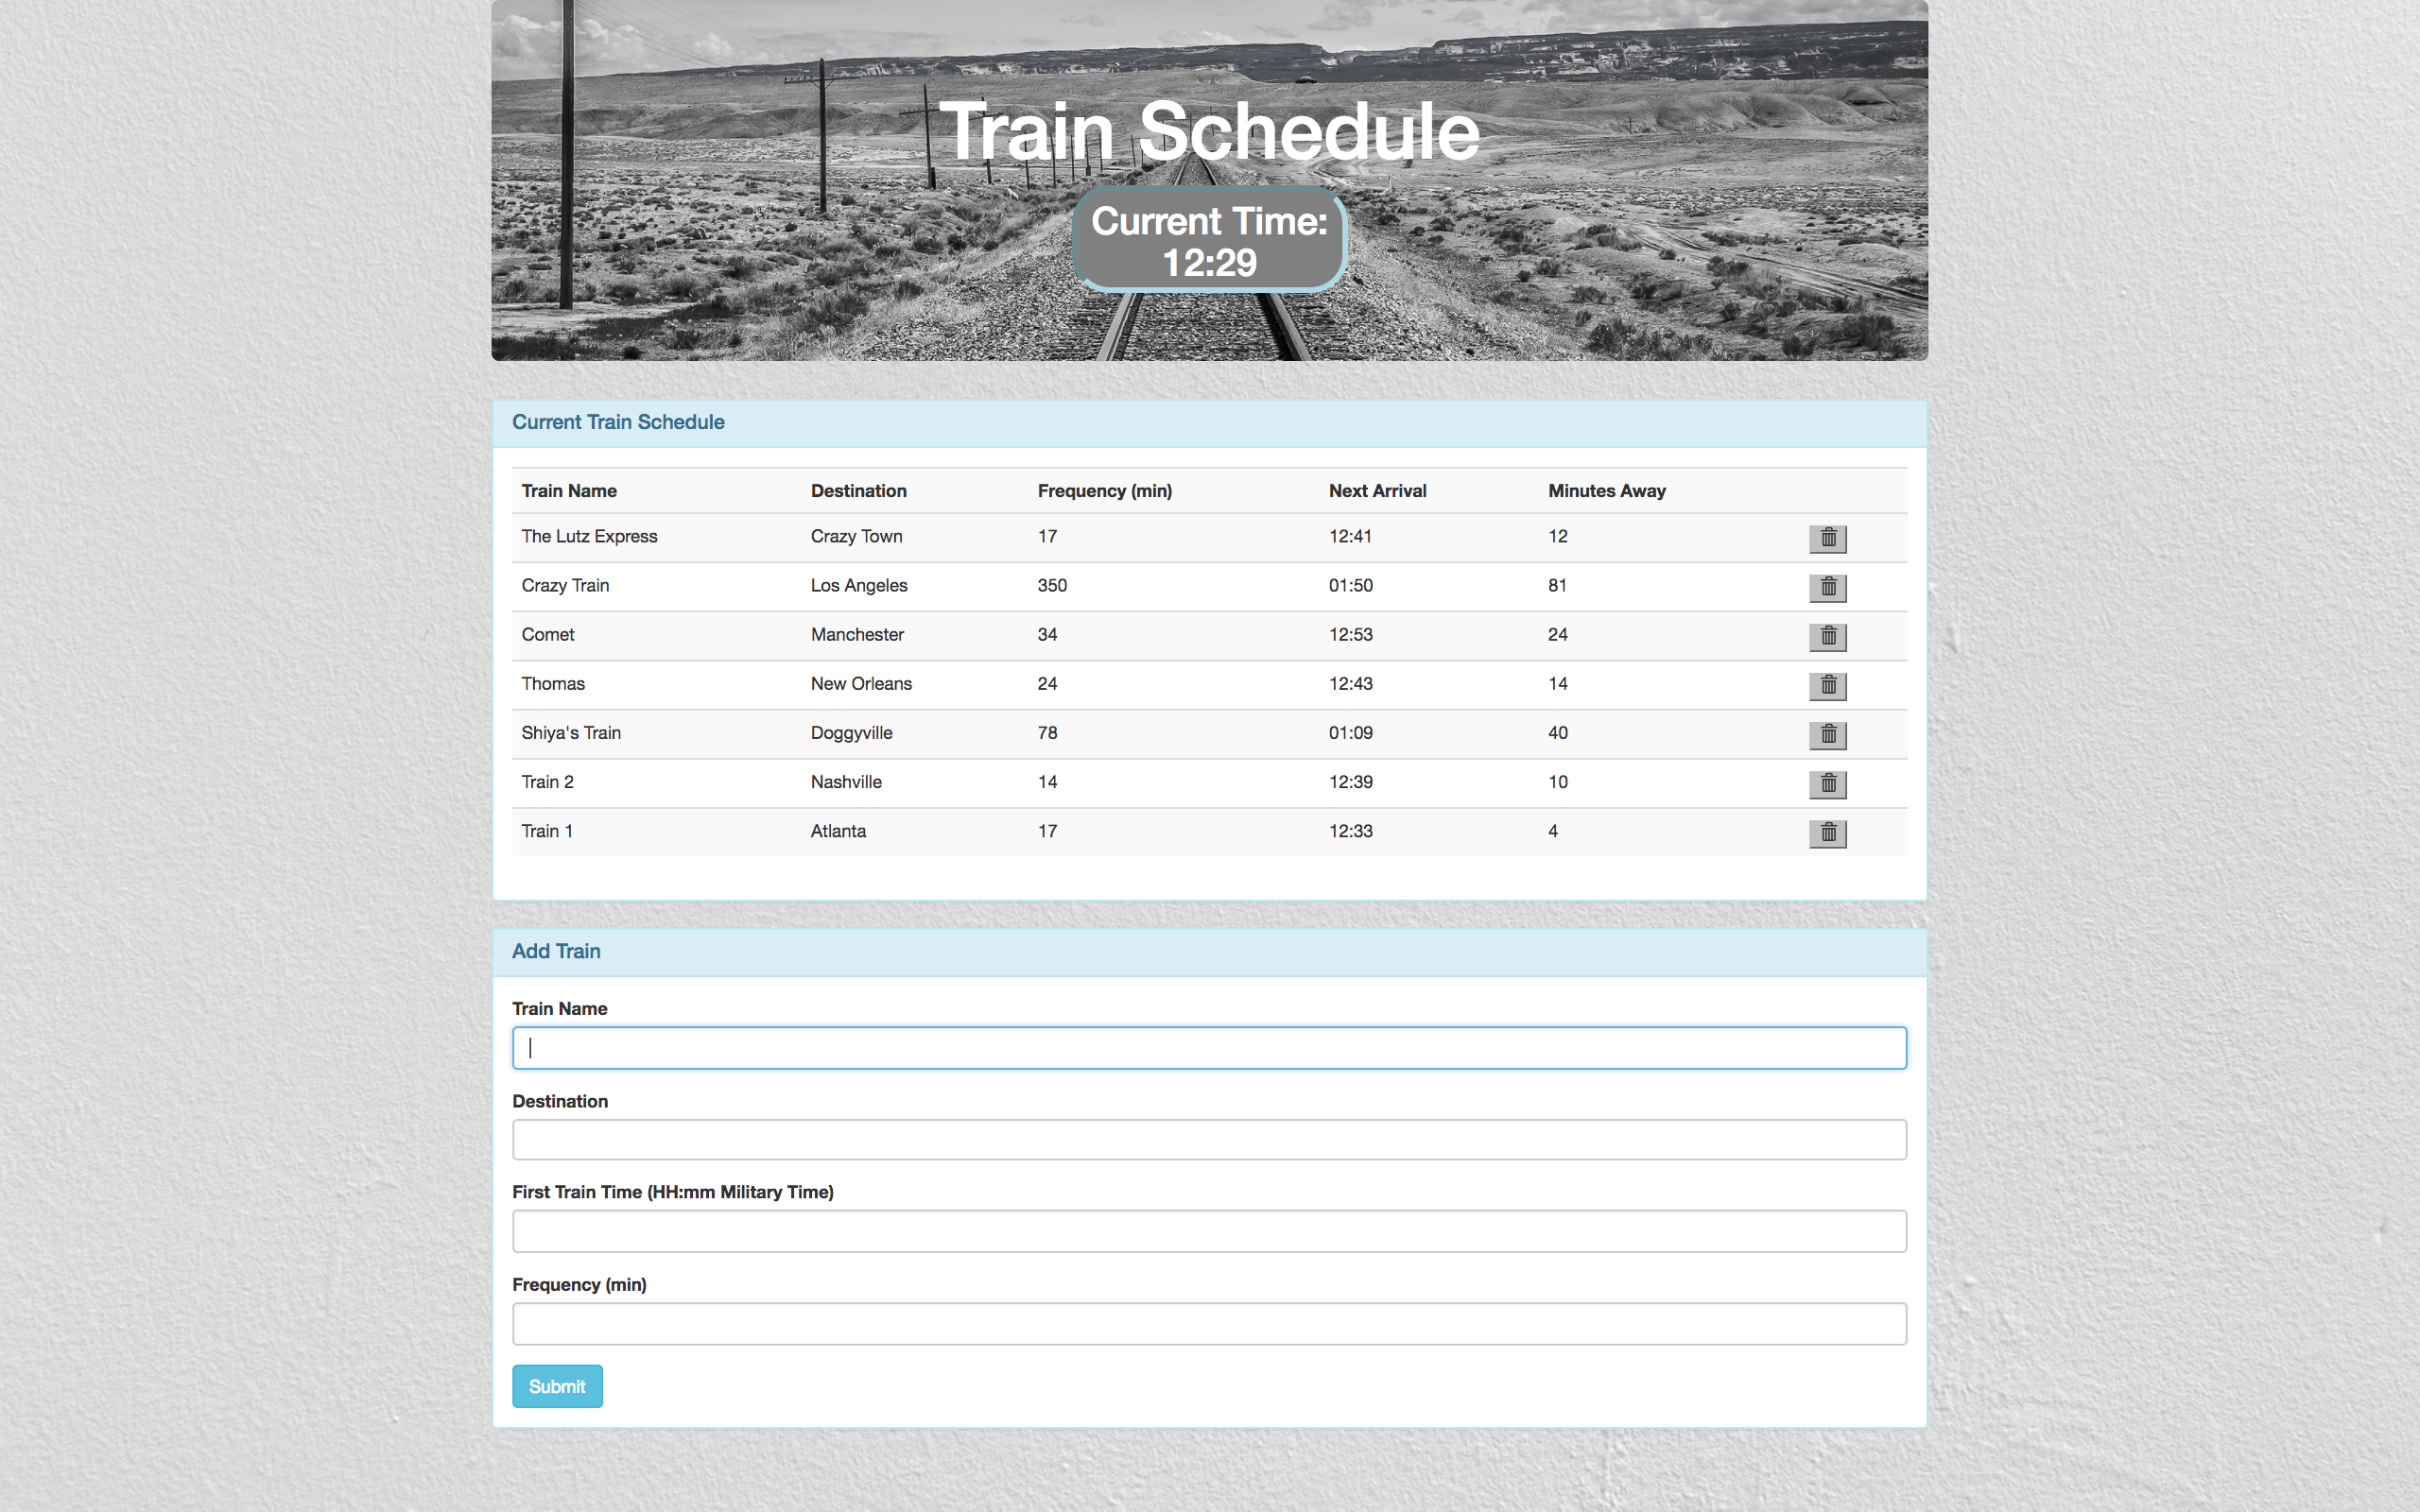 Train Schedule
Current Time:
12:29
Current Train Schedule
Train Name Destination Frequency (min) Next Arrival Minutes Away
The Lutz Express Crazy Town 17 12:41 12
Crazy Train Los Angeles 350 01:50 81
Comet Manchester 34 12:53 24
Thomas New Orleans 24 12:43 14
Shiya's Train Doggyville 78 01:09 40
Train 2 Nashville 14 12:39 10
Train 1 Atlanta 17 12:33 4
Add Train
Train Name
Destination
First Train Time (HH:mm Military Time)
Frequency (min)
Submit